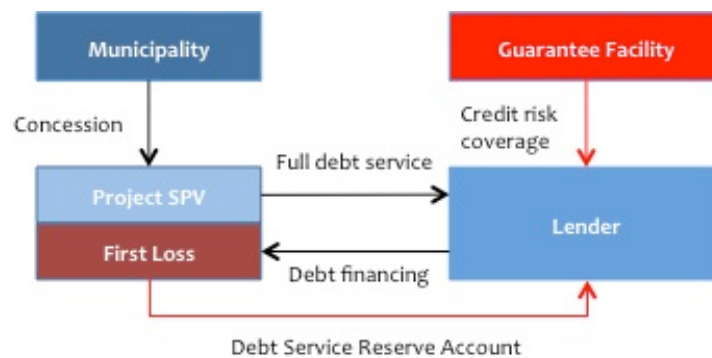 Municipality
Guarantee Facility
Concession
Credit risk
coverage
Full debt service
Project SPV
First Loss
Lender
Debt financing
Debt Service Reserve Account